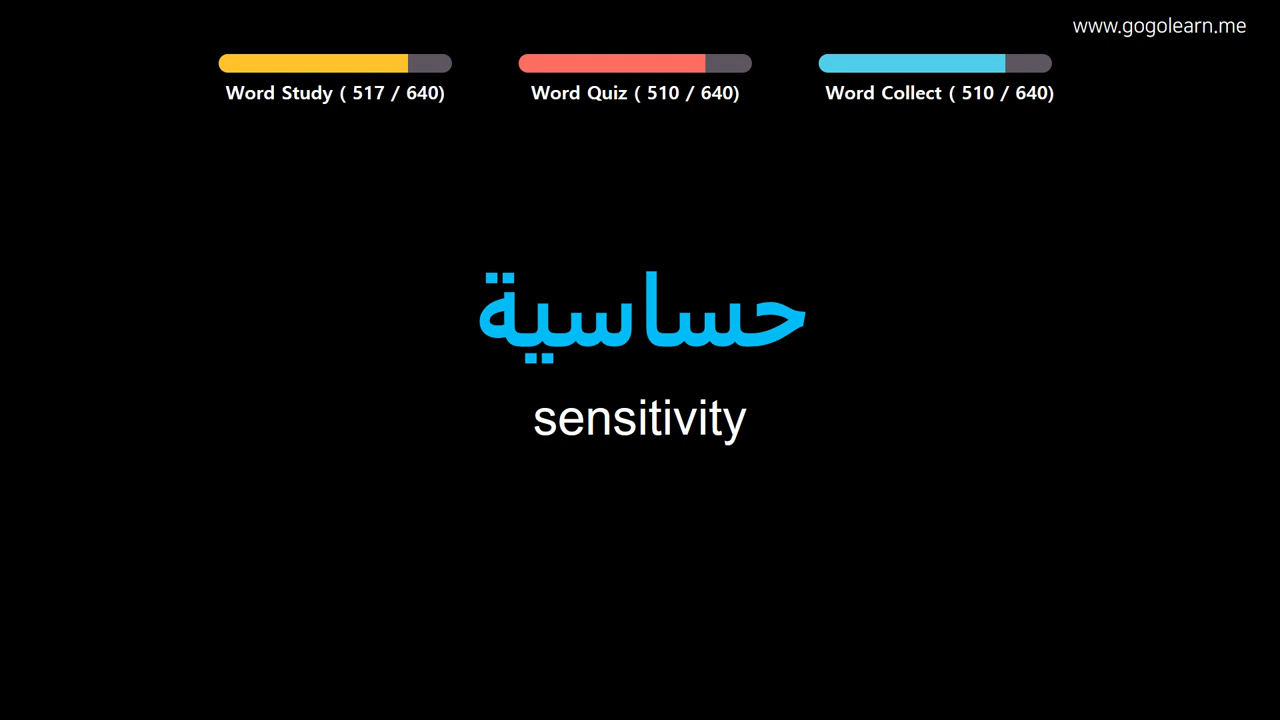 www.gogolearn.me
Word Study ( 517 / 640)
Word Quiz ( 510 / 640)
Word Collect ( 510 / 640)
حساسية
sensitivity